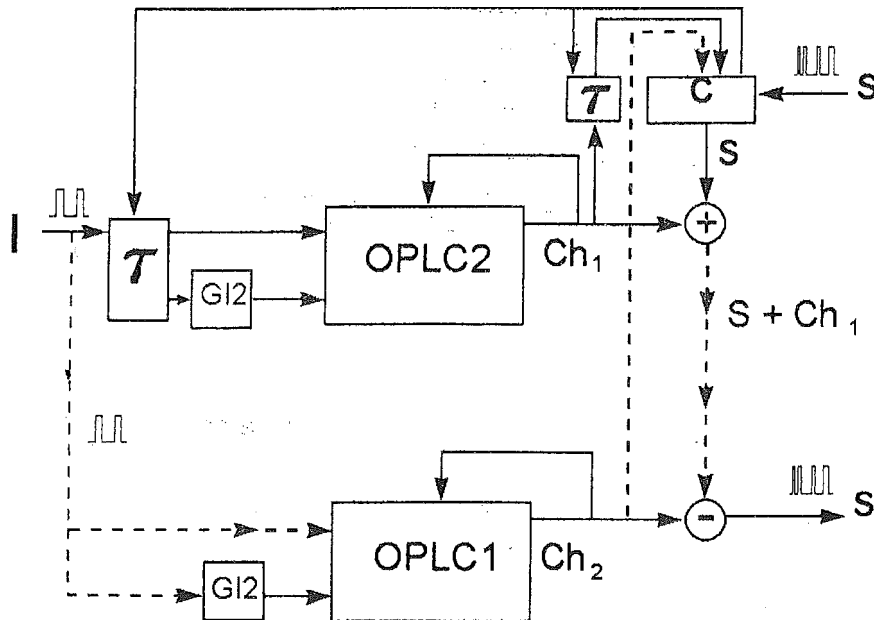 τ
C
S
S
I
τ
GI2
OPLC2
Ch1
+
S + Ch1
GI2
OPLC1
Ch2
-
S